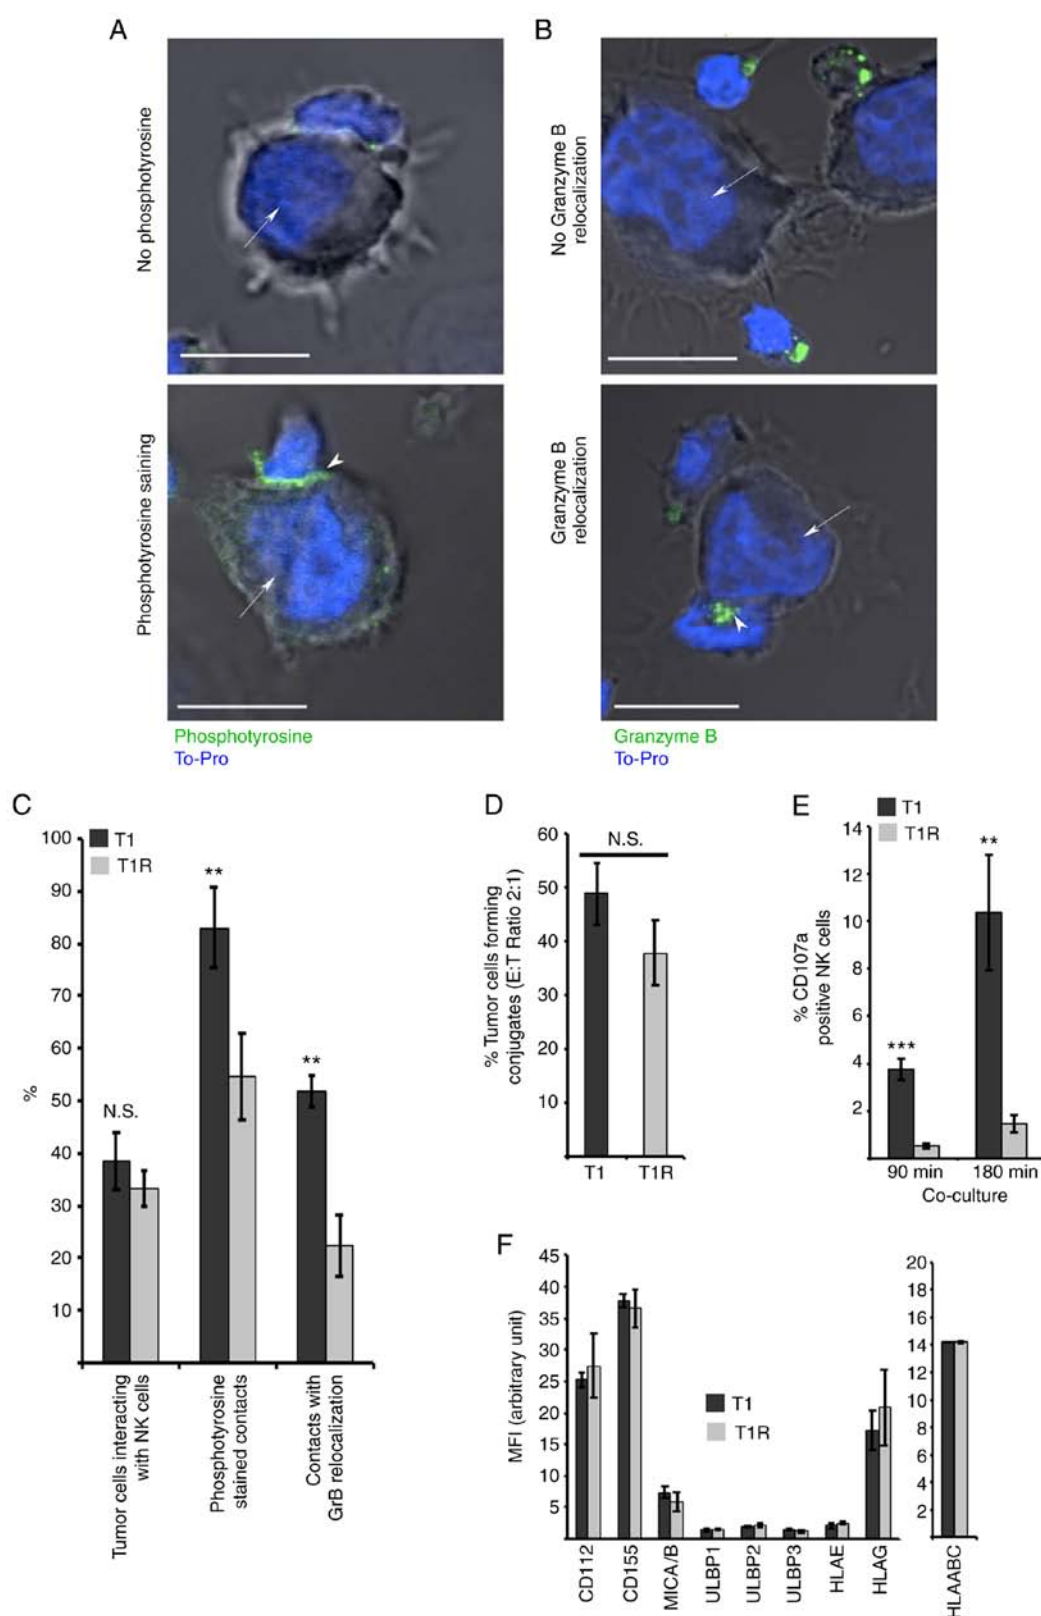 A
B
No phosphotyrosine
No Granzyme B
relocalization
Phosphotyrosine saining
Granzyme B
relocalization
Phosphotyrosine
To-Pro
Granzyme B
To-Pro
C
T1
T1R
%
100
90
80
70
60
50
40
30
20
10
N.S.
**
**
Tumor cells interacting
with NK cells
Phosphotyrosine
stained contacts
Contacts with
GrB relocalization
D
% Tumor cells forming
conjugates (E:T Ratio 2:1)
60
50
40
30
20
10
N.S.
T1
T1R
E
T1
T1R
% CD107a
positive NK cells
14
12
10
8
6
4
2
***
**
90 min
180 min
Co-culture
F
MFI (arbitrary unit)
45
40
35
30
25
20
15
10
5
T1
T1R
CD112
CD155
MICA/B
ULBP1
ULBP2
ULBP3
HLAE
HLAG
20
18
16
14
12
10
8
6
4
2
HLAABC